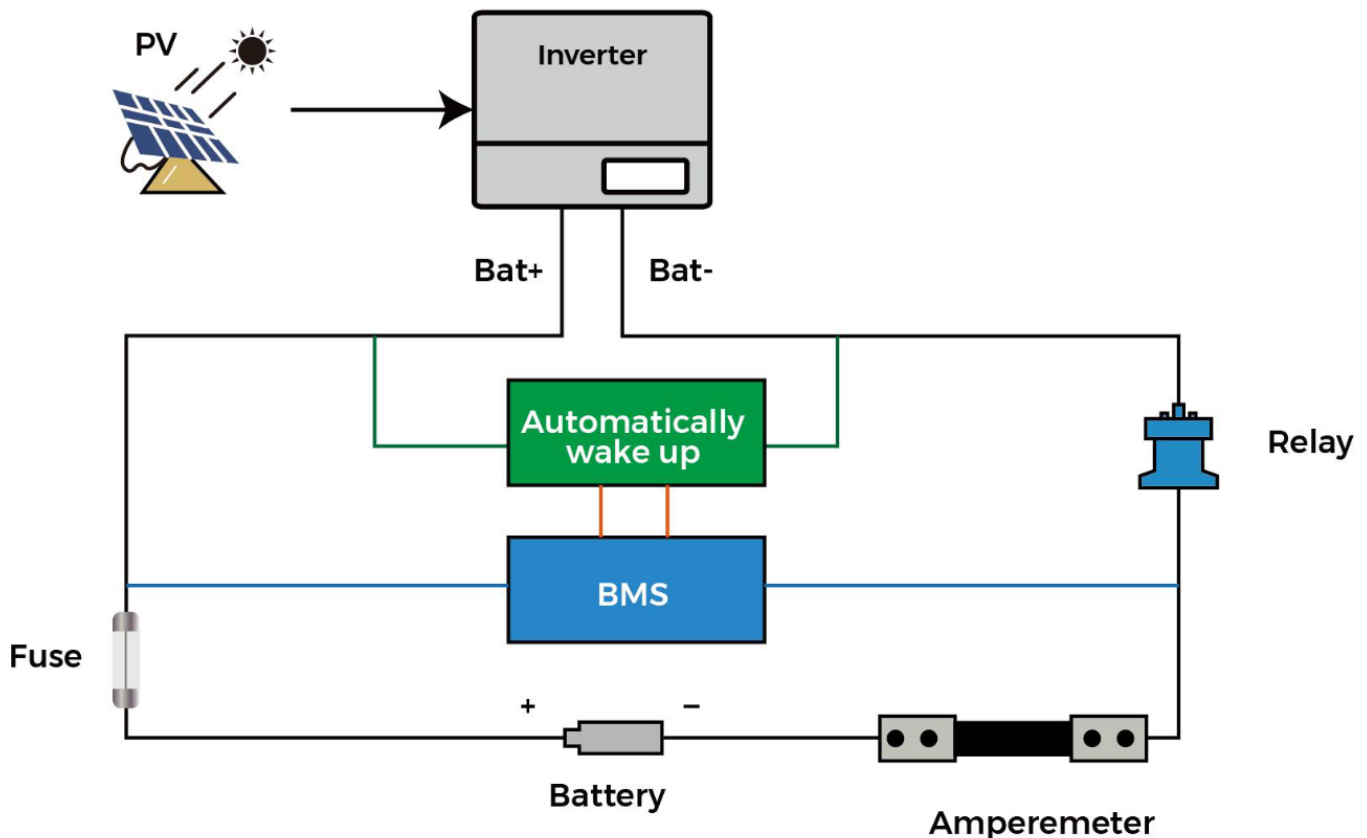 PV
Inverter
Bat+
Bat-
Automatically
wake up
Relay
BMS
Fuse
+
−
Battery
Amperemeter